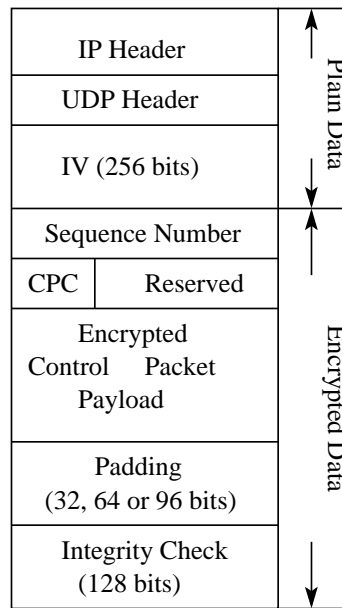 IP Header
UDP Header
IV (256 bits)
Plain Data
Sequence Number
CPC Reserved
Encrypted
Control Packet
Payload
Padding
(32, 64 or 96 bits)
Integrity Check
(128 bits)
Encrypted Data